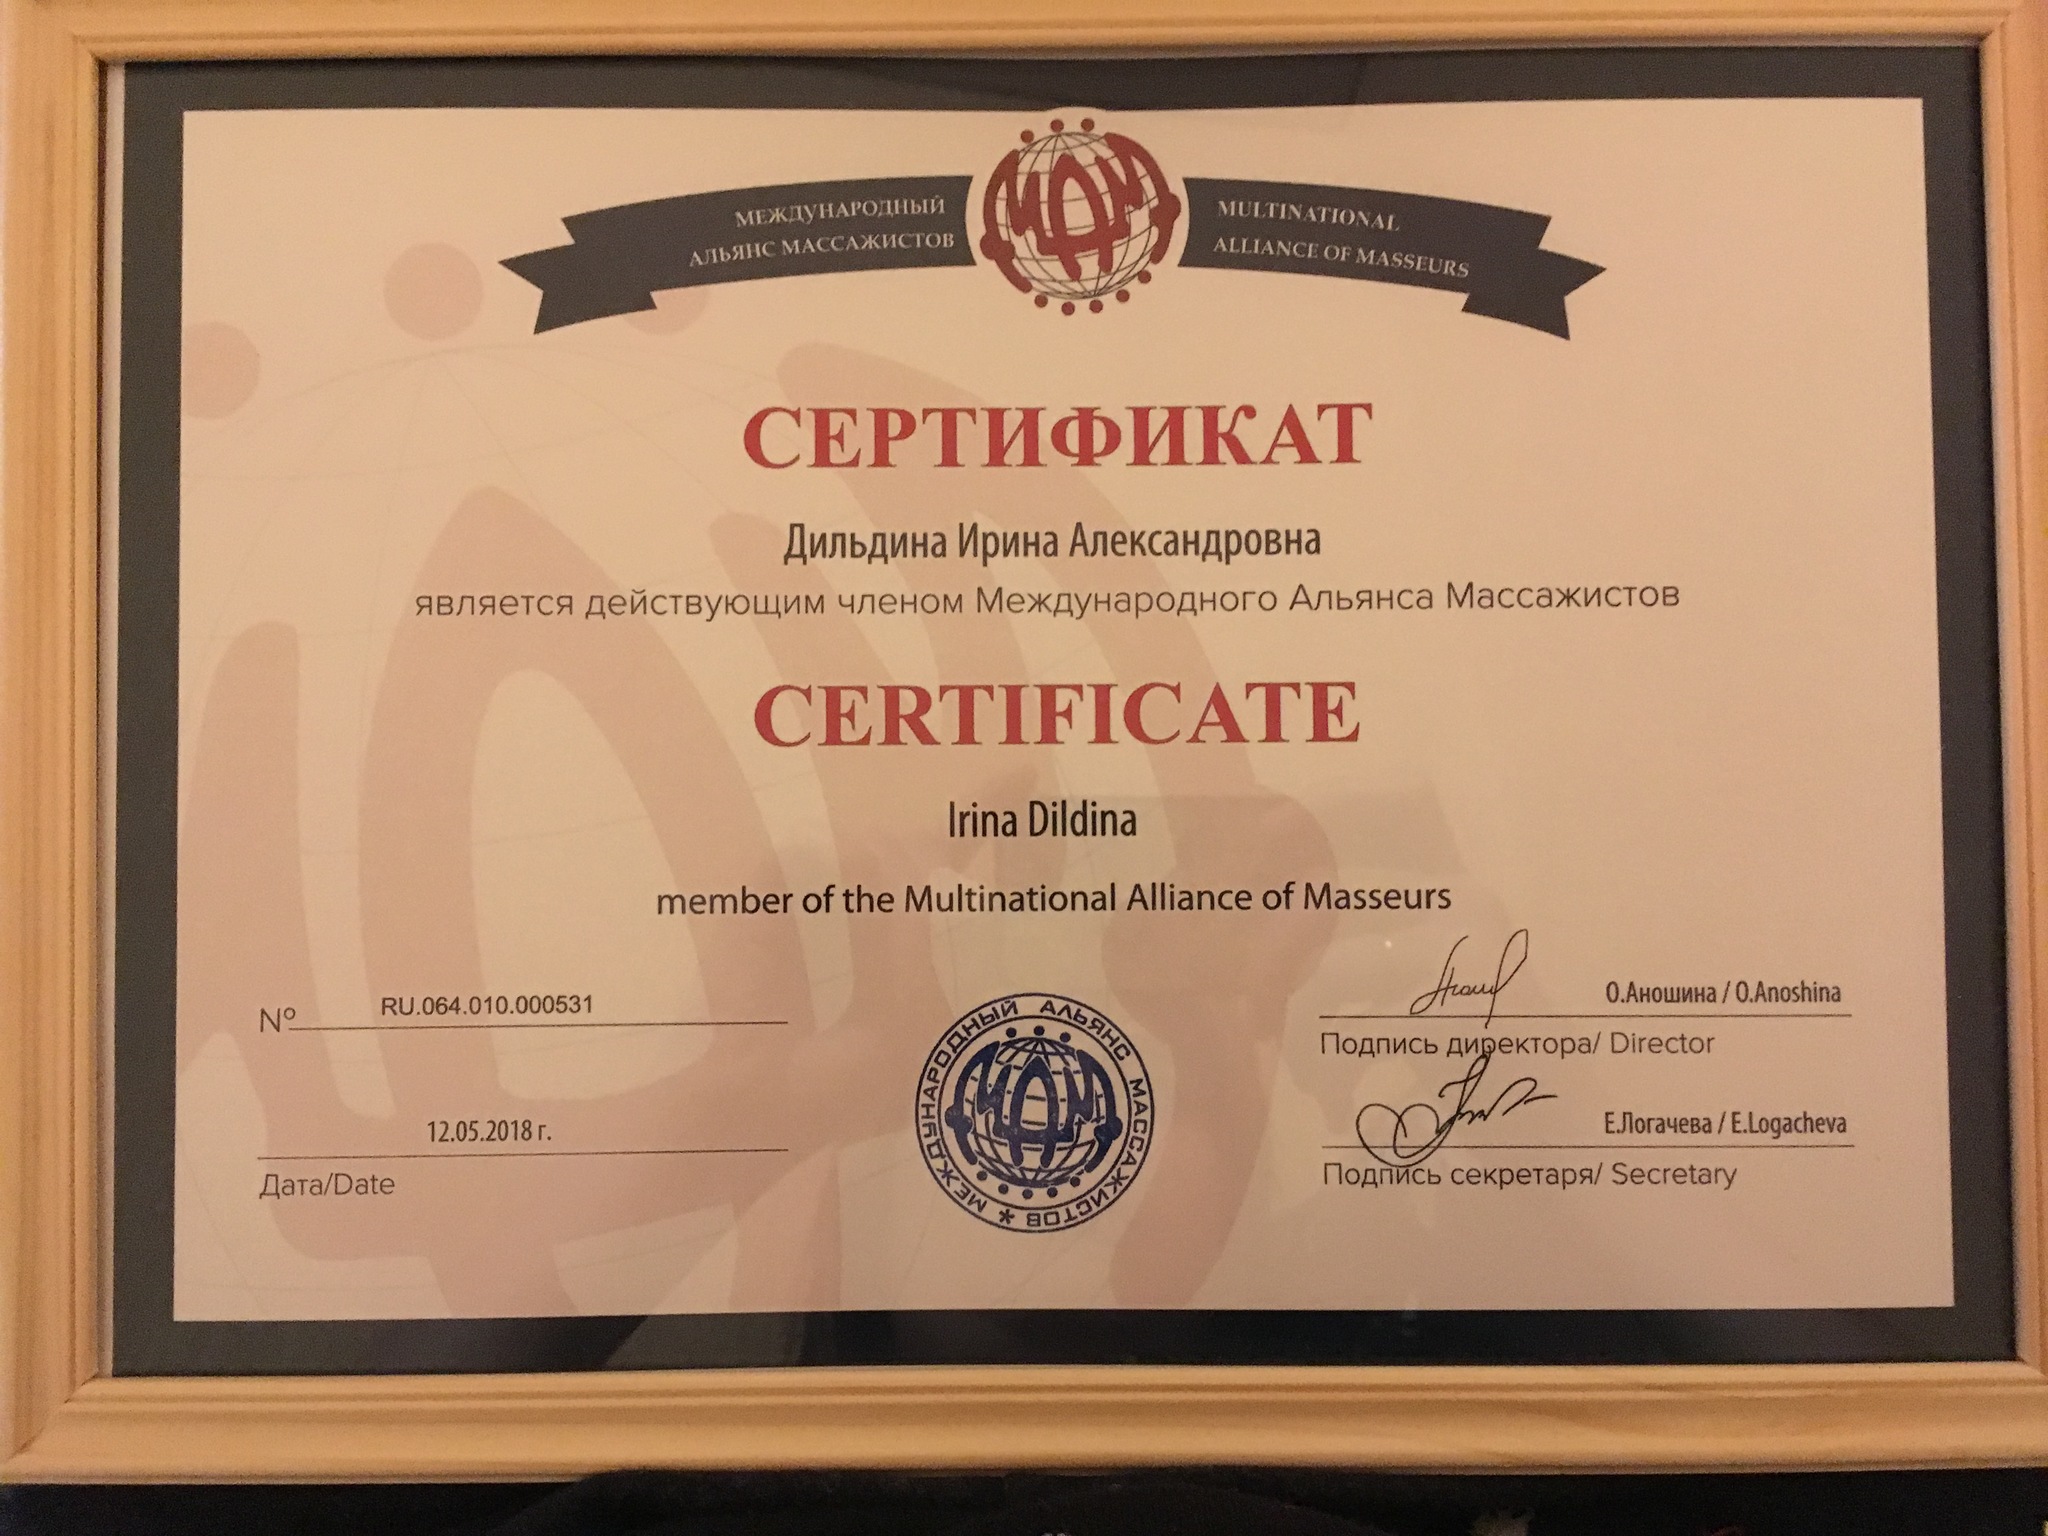 МЕЖДУНАРОДНЫЙ
АЛЬЯНС МАССАЖИСТОВ
МАМ
MULTINATIONAL
ALLIANCE OF MASSEURS
СЕРТИФИКАТ
Дильдина Ирина Александровна
является действующим членом Международного Альянса Массажистов
CERTIFICATE
Irina Dildina
member of the Multinational Alliance of Masseurs
№ RU.064.010.000531
12.05.2018 г.
Дата/Date
МЕЖДУНАРОДНЫЙ АЛЬЯНС МАССАЖИСТОВ *
МАМ
О.Аношина / O.Anoshina
Подпись директора/ Director
Е.Логачева / E.Logacheva
Подпись секретаря/ Secretary